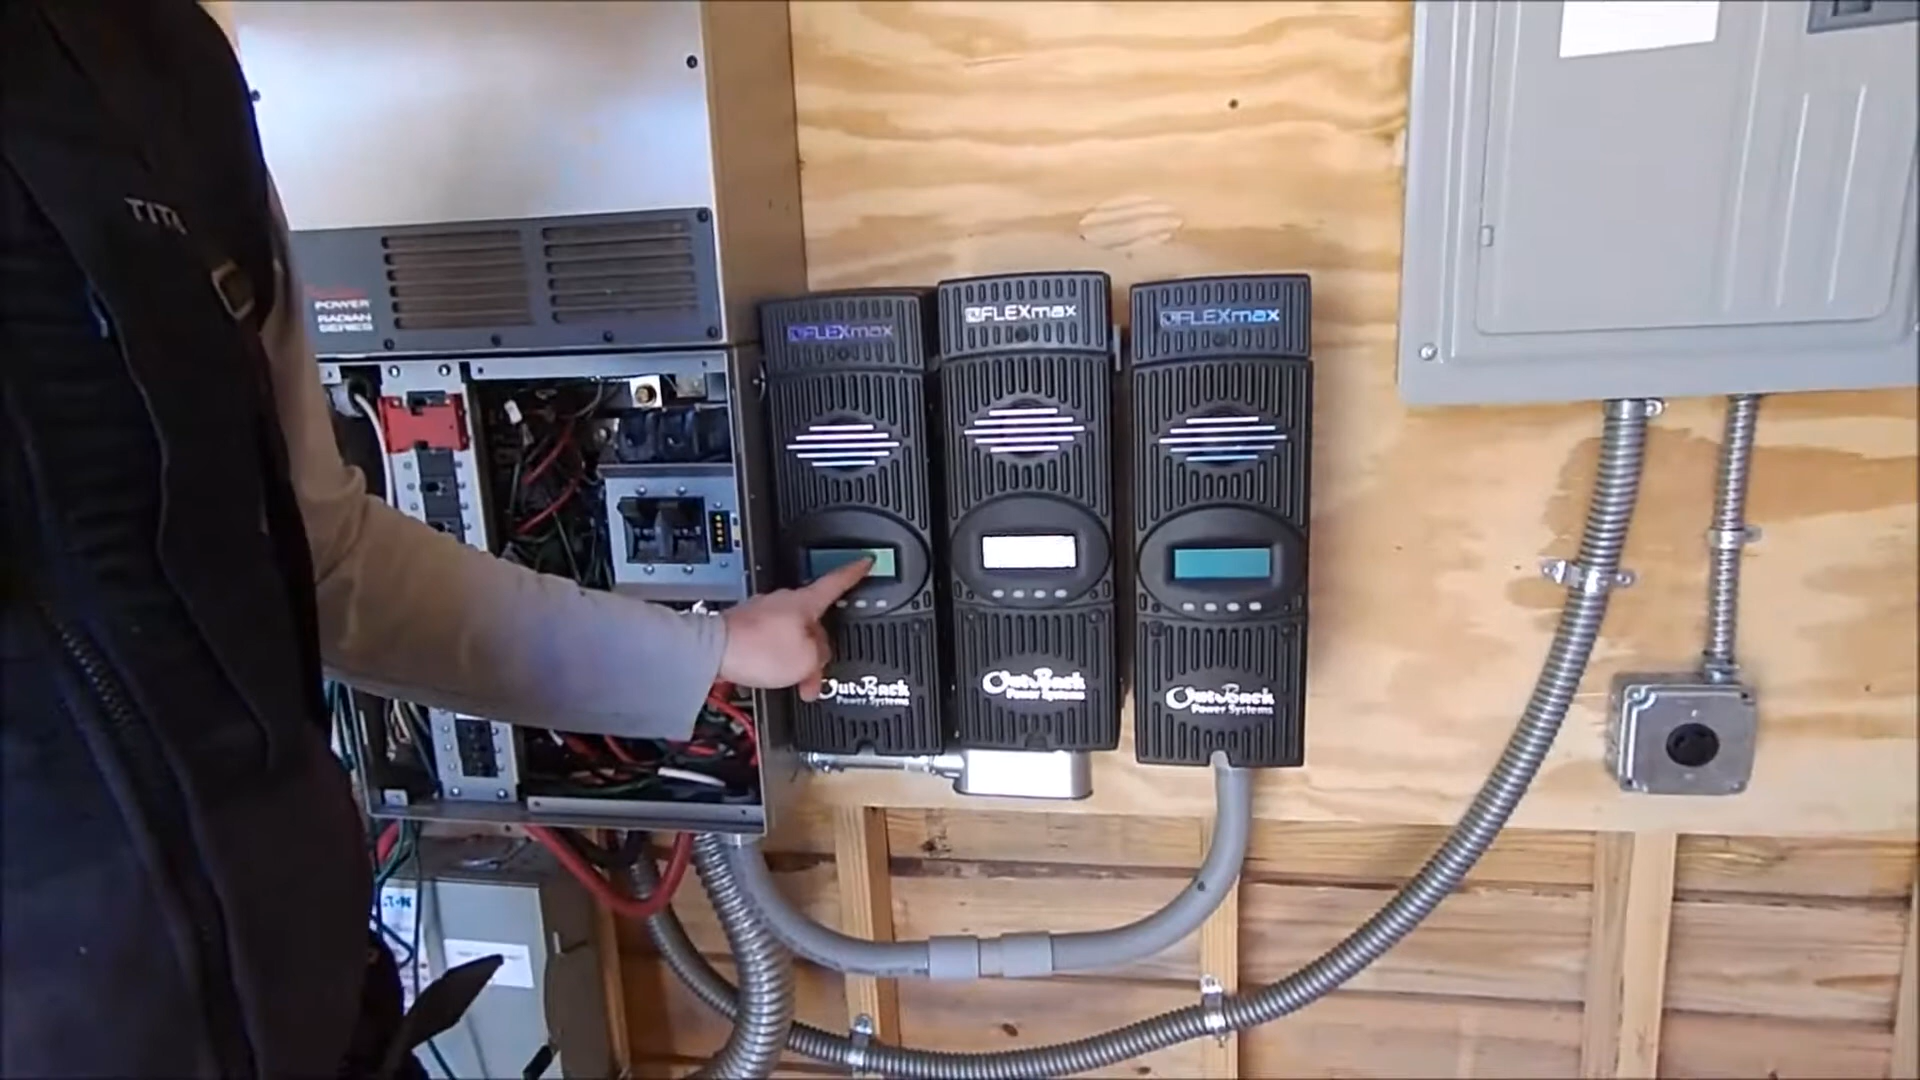 TITA
POWER
RADIAN
SERIES
FLEXmax
FLEXmax
FLEXmax
OutBack
Power Systems
OutBack
Power Systems
OutBack
Power Systems